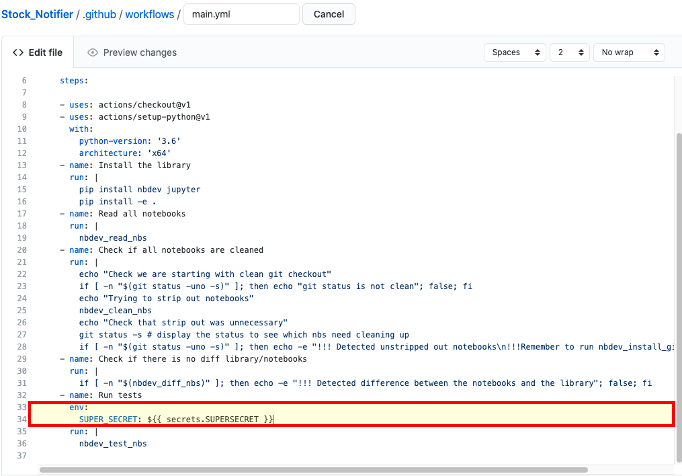 Stock_Notifier / .github / workflows / main.yml Cancel
Edit file Preview changes Spaces 2 No wrap
6 steps:
7
8 - uses: actions/checkout@v1
9 - uses: actions/setup-python@v1
10 with:
11 python-version: '3.6'
12 architecture: 'x64'
13 - name: Install the library
14 run: |
15 pip install nbdev jupyter
16 pip install -e .
17 - name: Read all notebooks
18 run: |
19 nbdev_read_nbs
20 - name: Check if all notebooks are cleaned
21 run: |
22 echo "Check we are starting with clean git checkout"
23 if [ -n "$(git status -uno -s)" ]; then echo "git status is not clean"; false; fi
24 echo "Trying to strip out notebooks"
25 nbdev_clean_nbs
26 echo "Check that strip out was unnecessary"
27 git status -s # display the status to see which nbs need cleaning up
28 if [ -n "$(git status -uno -s)" ]; then echo -e "!!! Detected unstripped out notebooks\n!!!Remember to run nbdev_install_gi
29 - name: Check if there is no diff library/notebooks
30 run: |
31 if [ -n "$(nbdev_diff_nbs)" ]; then echo -e "!!! Detected difference between the notebooks and the library"; false; fi
32 - name: Run tests
33 env:
34 SUPER_SECRET: ${{ secrets.SUPERSECRET }}
35 run: |
36 nbdev_test_nbs
37